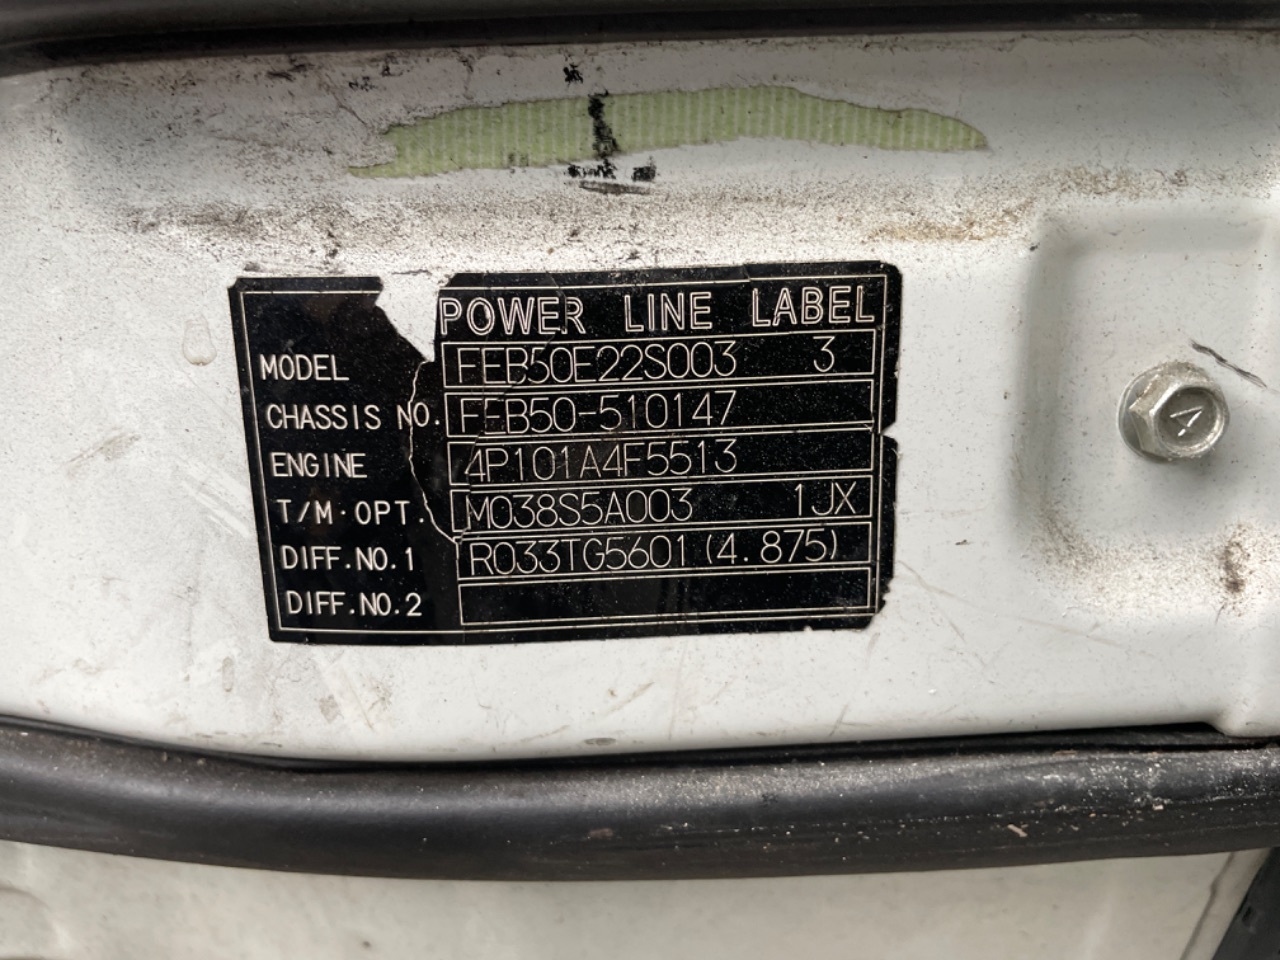 POWER LINE LABEL
MODEL FEB50E22S003 3
CHASSIS NO. FEB50-510147
ENGINE 4P101A4F5513
T/M·OPT. M038S5A003 1JX
DIFF.NO.1 R033TG5601(4.875)
DIFF.NO.2
4